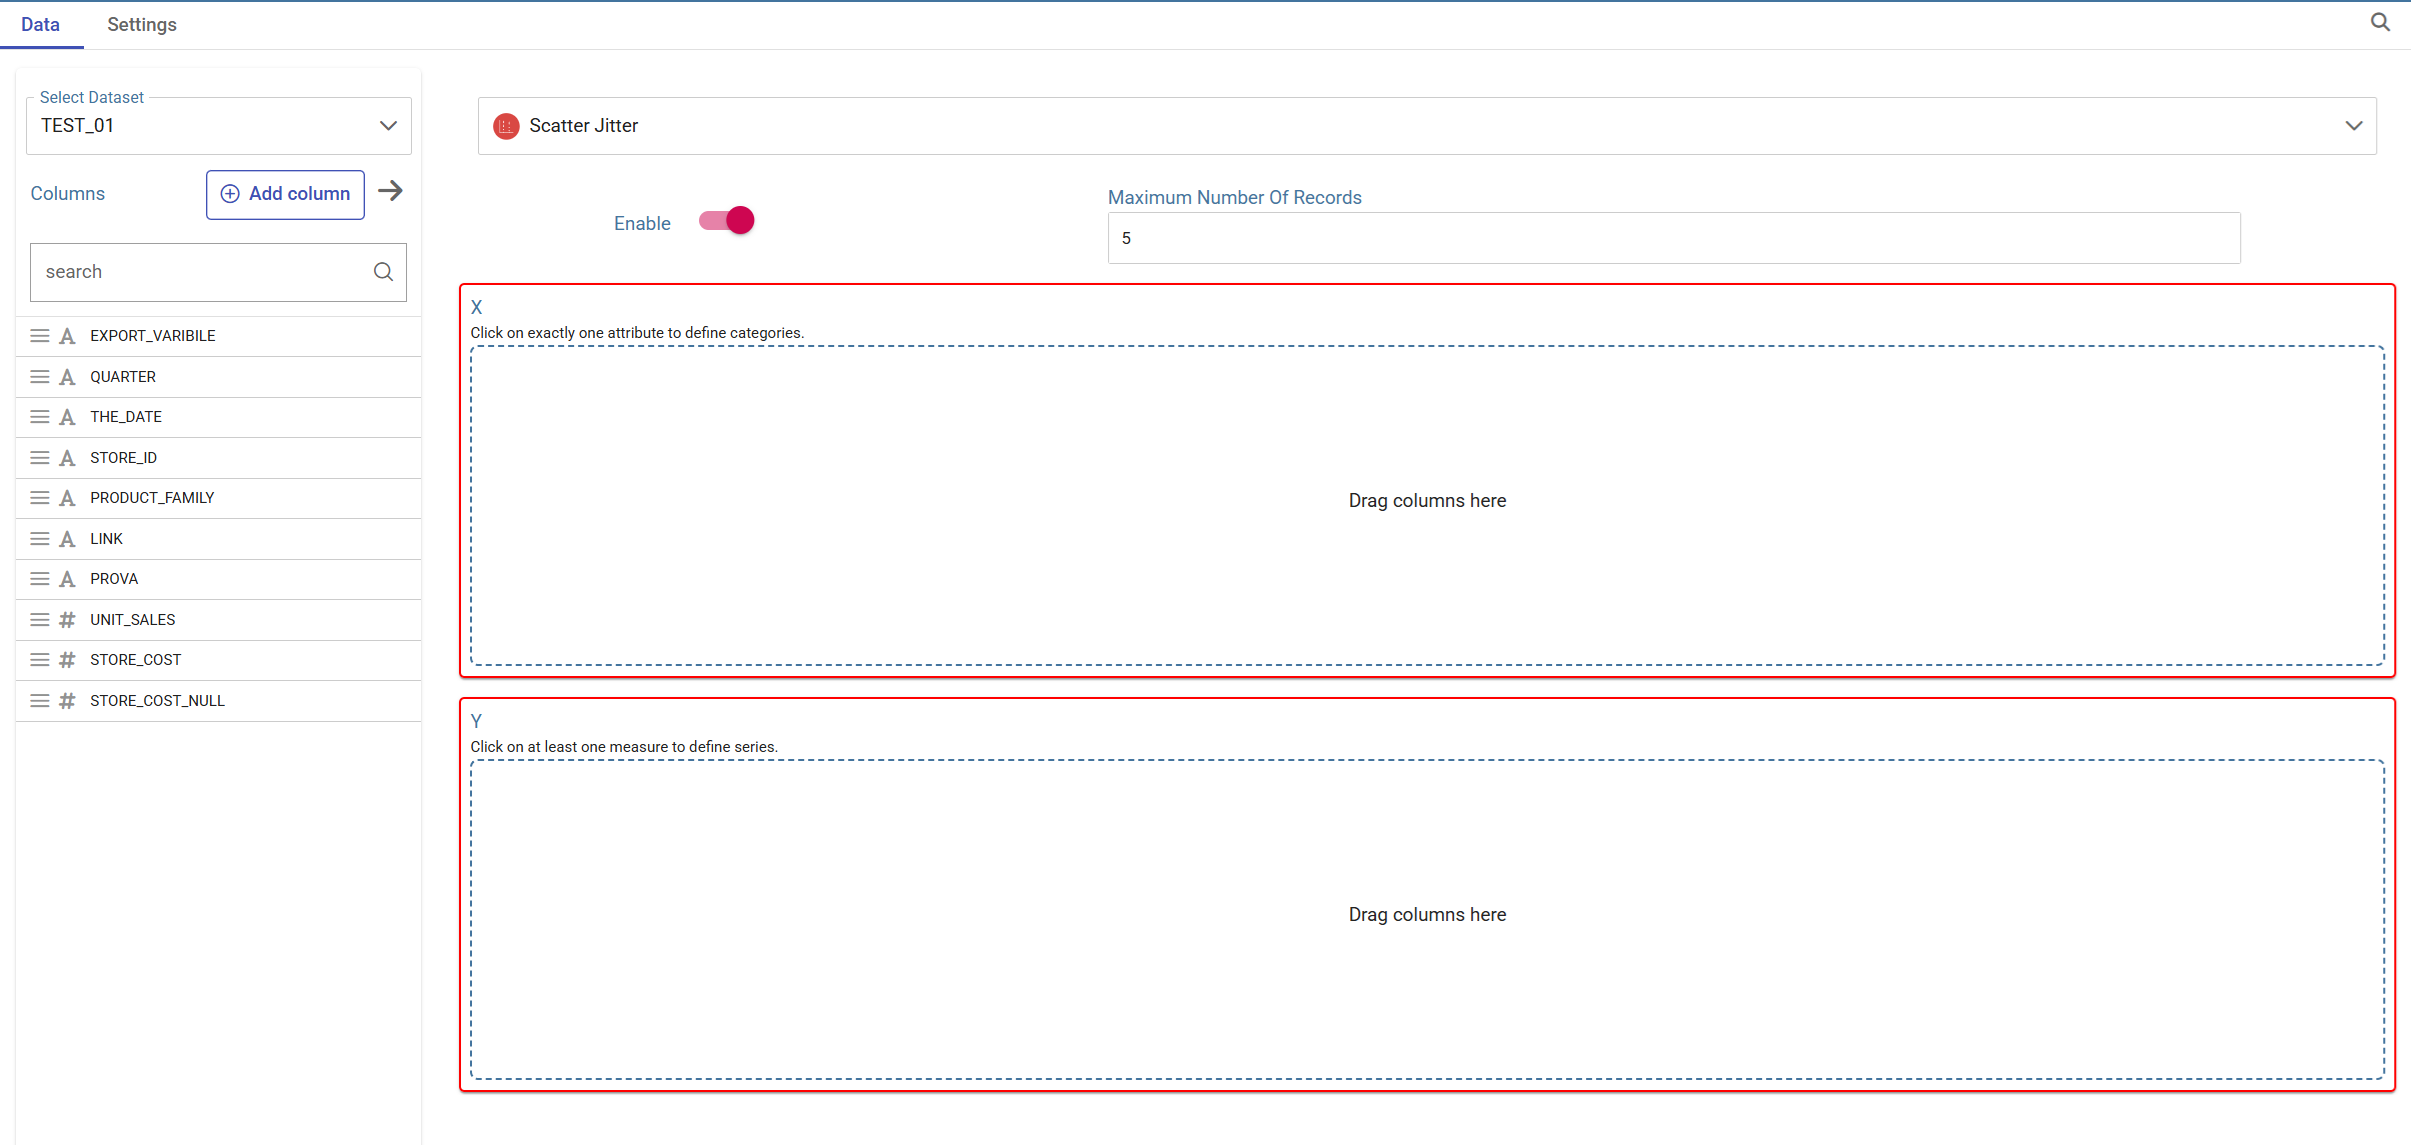 Data
Settings
Select Dataset
TEST_01
Columns
Add column
search
EXPORT_VARIBILE
QUARTER
THE_DATE
STORE_ID
PRODUCT_FAMILY
LINK
PROVA
UNIT_SALES
STORE_COST
STORE_COST_NULL
Scatter Jitter
Enable
Maximum Number Of Records
5
X
Click on exactly one attribute to define categories.
Drag columns here
Y
Click on at least one measure to define series.
Drag columns here